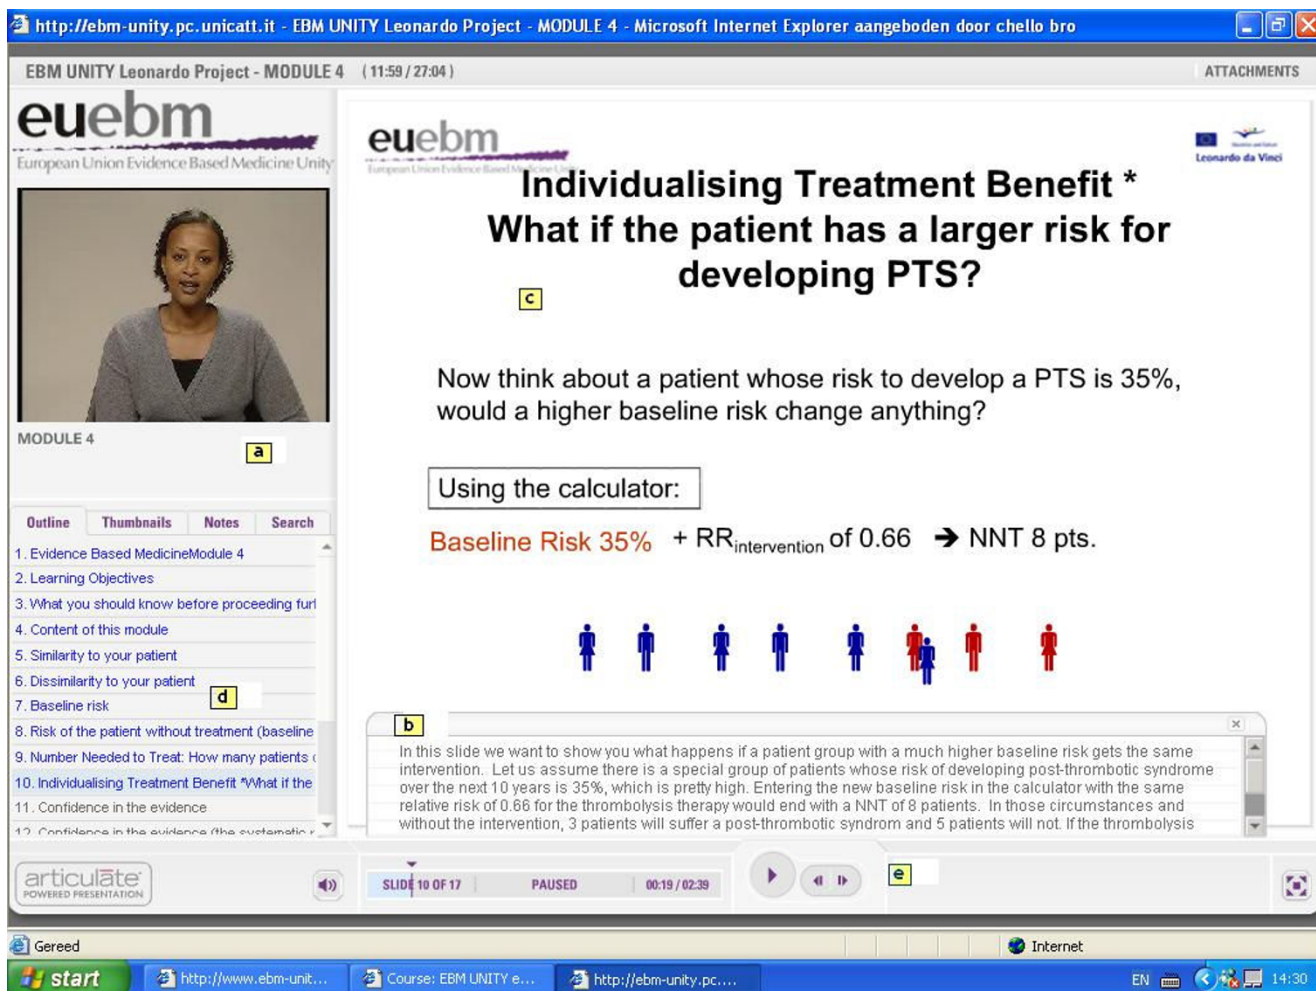 http://ebm-unity.pc.unicatt.it - EBM UNITY Leonardo Project - MODULE 4 - Microsoft Internet Explorer aangeboden door chello bro
EBM UNITY Leonardo Project - MODULE 4 (11:59 / 27:04)
ATTACHMENTS
euebm
European Union Evidence Based Medicine Unity
MODULE 4
a
Outline Thumbnails Notes Search
1. Evidence Based MedicineModule 4
2. Learning Objectives
3. What you should know before proceeding furt
4. Content of this module
5. Similarity to your patient
6. Dissimilarity to your patient
d
7. Baseline risk
8. Risk of the patient without treatment (baseline
9. Number Needed to Treat: How many patients
10. Individualising Treatment Benefit *What if the
11. Confidence in the evidence
12. Confidence in the evidence (the systematic r
euebm
European Union Evidence Based Medicine Unity
Leonardo da Vinci
Individualising Treatment Benefit *
What if the patient has a larger risk for
developing PTS?
c
Now think about a patient whose risk to develop a PTS is 35%,
would a higher baseline risk change anything?
Using the calculator:
Baseline Risk 35% + RRintervention of 0.66 ➔ NNT 8 pts.
b
In this slide we want to show you what happens if a patient group with a much higher baseline risk gets the same
intervention. Let us assume there is a special group of patients whose risk of developing post-thrombotic syndrome
over the next 10 years is 35%, which is pretty high. Entering the new baseline risk in the calculator with the same
relative risk of 0.66 for the thrombolysis therapy would end with a NNT of 8 patients. In those circumstances and
without the intervention, 3 patients will suffer a post-thrombotic syndrom and 5 patients will not. If the thrombolysis
articulate
POWERED PRESENTATION
SLIDE 10 OF 17 PAUSED 00:19 / 02:39
e
Gereed
Internet
start
http://www.ebm-unit...
Course: EBM UNITY e...
http://ebm-unity.pc....
EN
14:30